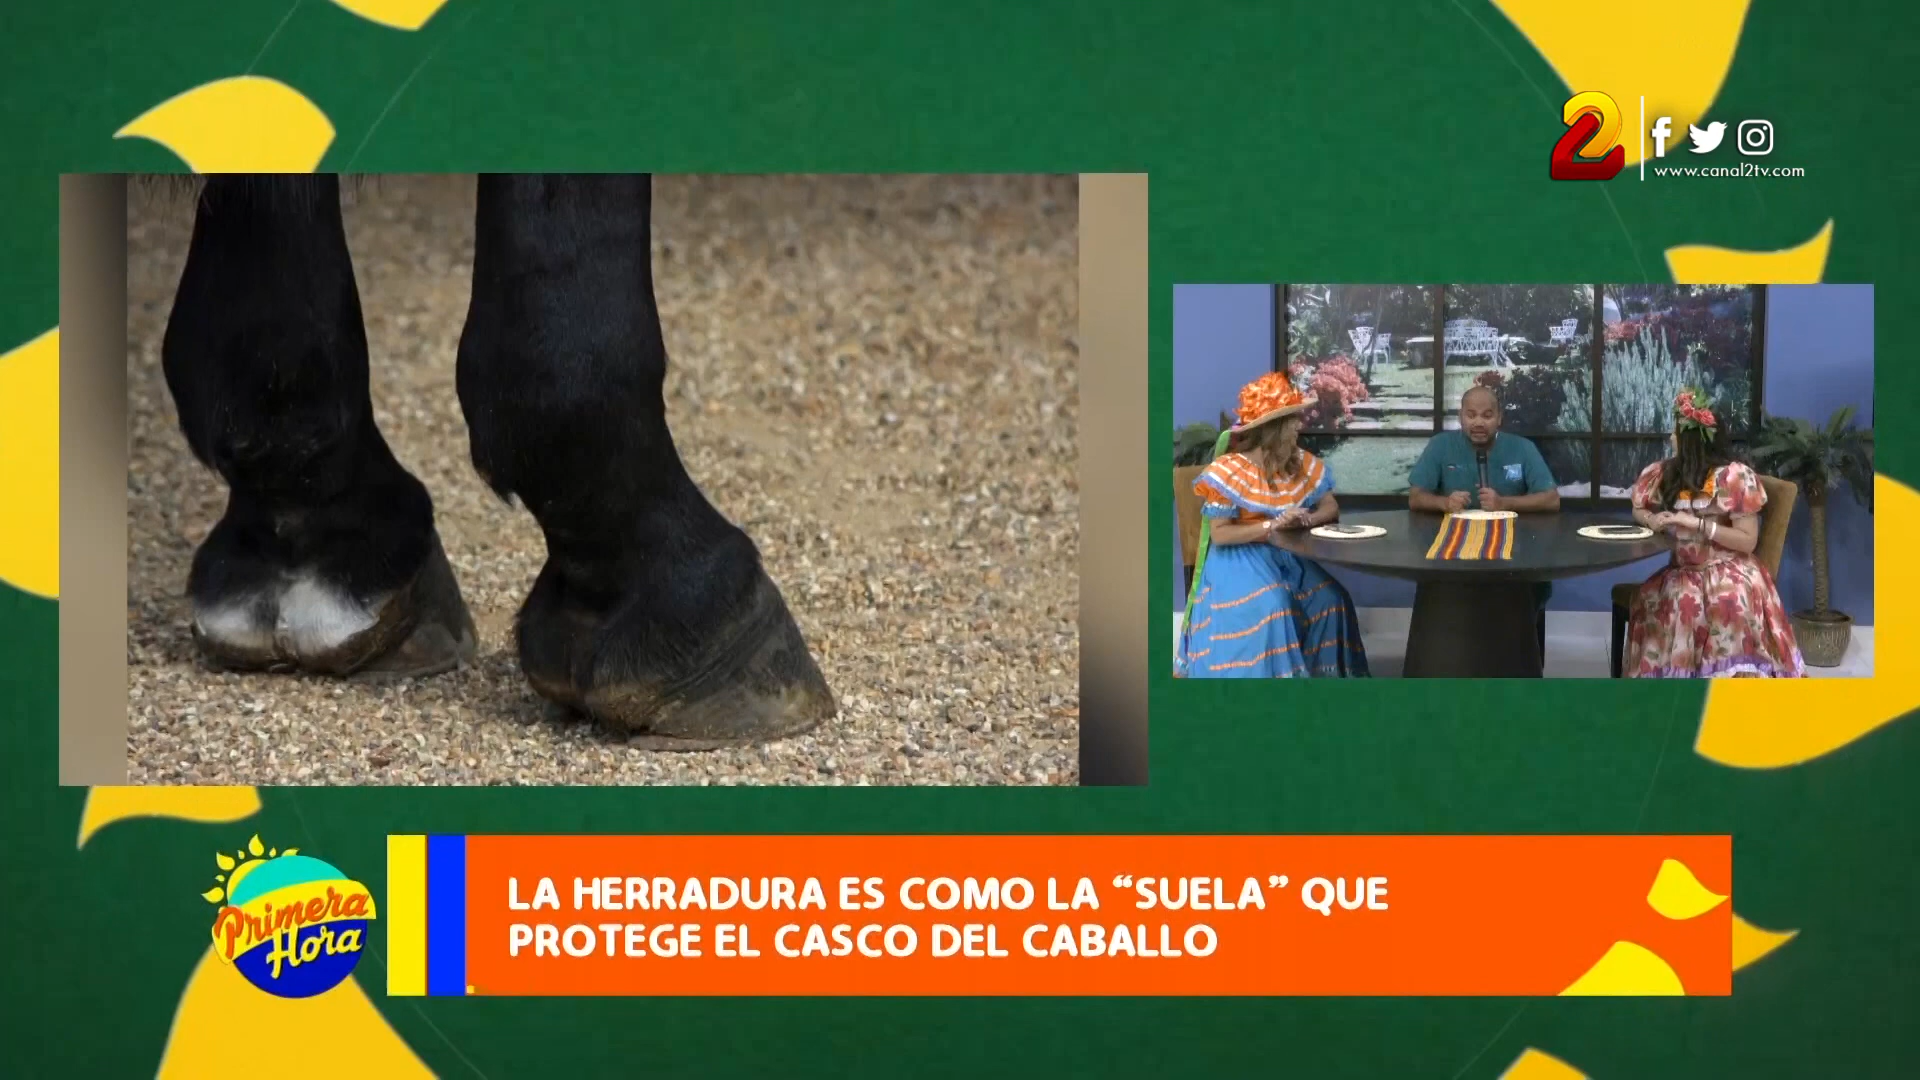 2
www.canal2tv.com
Primera
Hora
LA HERRADURA ES COMO LA “SUELA” QUE
PROTEGE EL CASCO DEL CABALLO